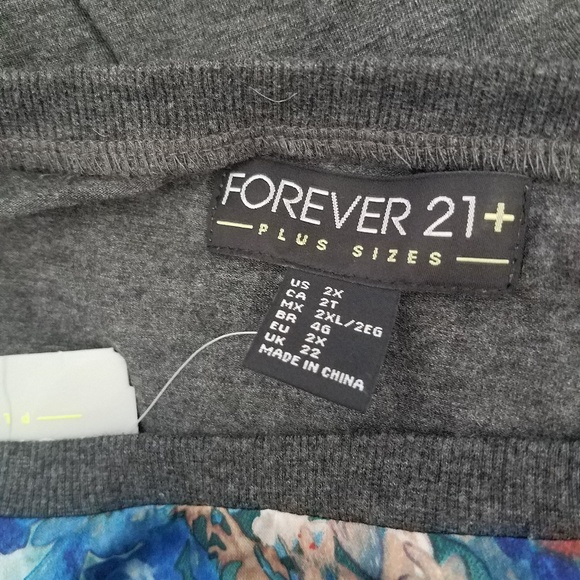 FOREVER 21+
PLUS SIZES
US 2X
CA 2T
MX 2XL/2EG
BR 4G
EU 2X
UK 22
MADE IN CHINA